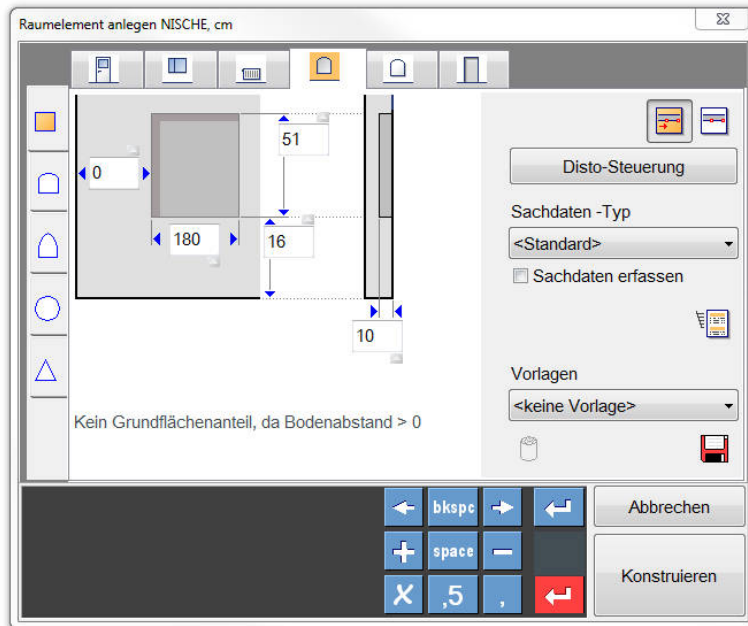 Raumelement anlegen NISCHE, cm
51
0
180
16
10
Kein Grundflächenanteil, da Bodenabstand > 0
Disto-Steuerung
Sachdaten -Typ
<Standard>
Sachdaten erfassen
Vorlagen
<keine Vorlage>
bkspc
Abbrechen
+ space −
X ,5 ,
Konstruieren